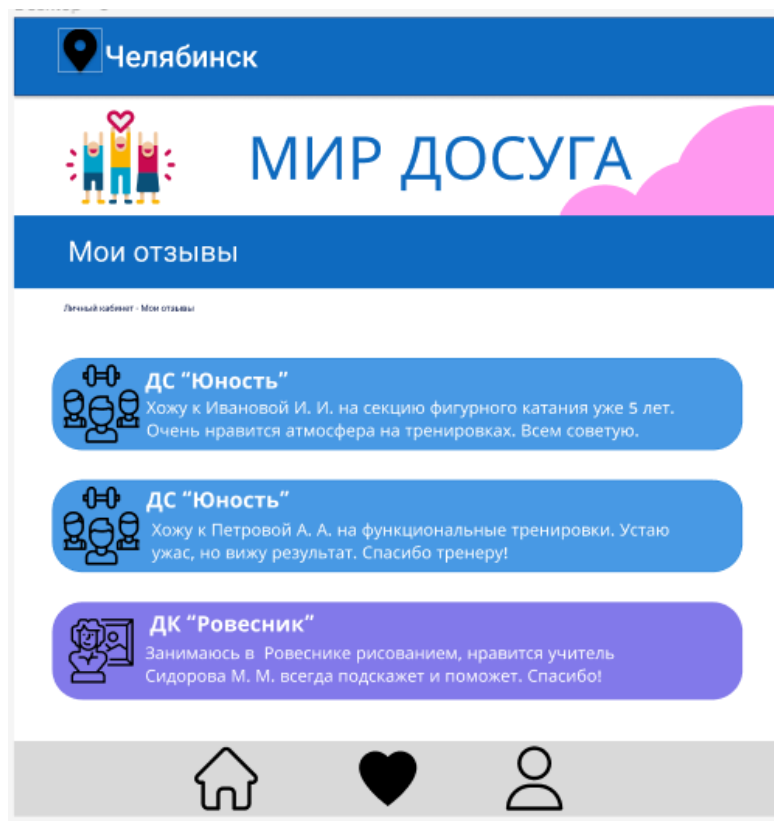 Челябинск
МИР ДОСУГА
Мои отзывы
Личный кабинет - Мои отзывы
ДС “Юность”
Хожу к Ивановой И. И. на секцию фигурного катания уже 5 лет.
Очень нравится атмосфера на тренировках. Всем советую.
ДС “Юность”
Хожу к Петровой А. А. на функциональные тренировки. Устаю
ужас, но вижу результат. Спасибо тренеру!
ДК “Ровесник”
Занимаюсь в Ровеснике рисованием, нравится учитель
Сидорова М. М. всегда подскажет и поможет. Спасибо!